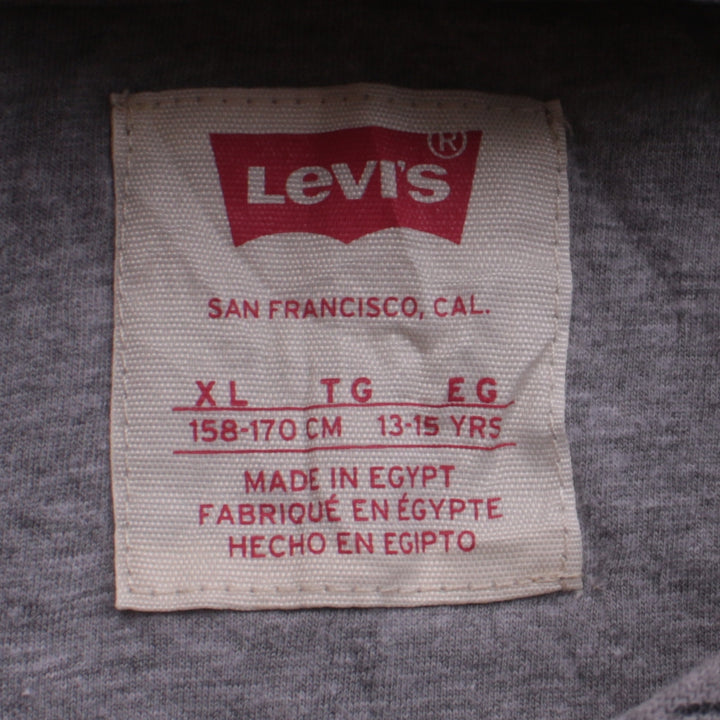 Levi's®
SAN FRANCISCO, CAL.
XL TG EG
158-170 CM 13-15 YRS
MADE IN EGYPT
FABRIQUÉ EN ÉGYPTE
HECHO EN EGIPTO